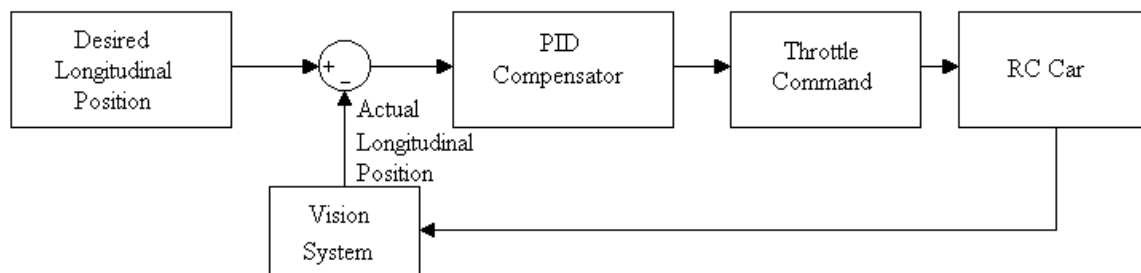 Desired
Longitudinal
Position
+
−
PID
Compensator
Throttle
Command
RC Car
Actual
Longitudinal
Position
Vision
System